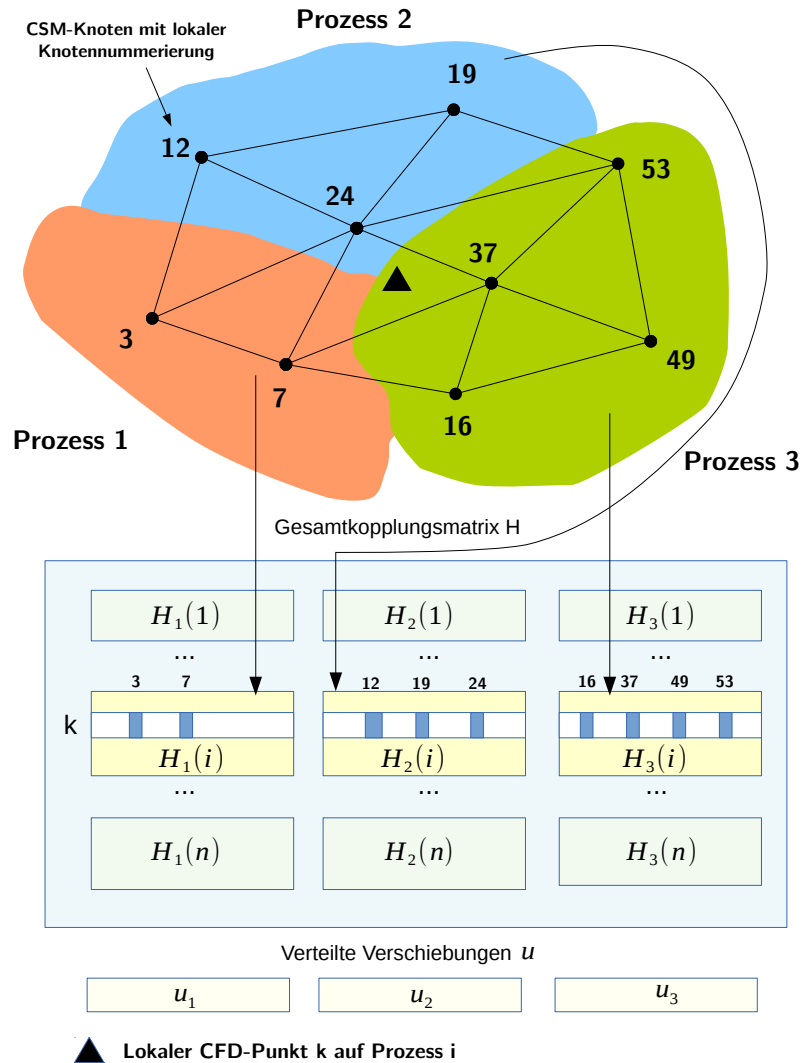 Prozess 2
CSM-Knoten mit lokaler
Knotennummerierung
19
12
53
24
37
3
7
49
16
Prozess 1
Prozess 3
Gesamtkopplungsmatrix H
H₁(1) H₂(1) H₃(1)
... ... ...
3 7 12 19 24 16 37 49 53
k
H₁(i) H₂(i) H₃(i)
... ... ...
H₁(n) H₂(n) H₃(n)
Verteilte Verschiebungen u
u₁ u₂ u₃
Lokaler CFD-Punkt k auf Prozess i